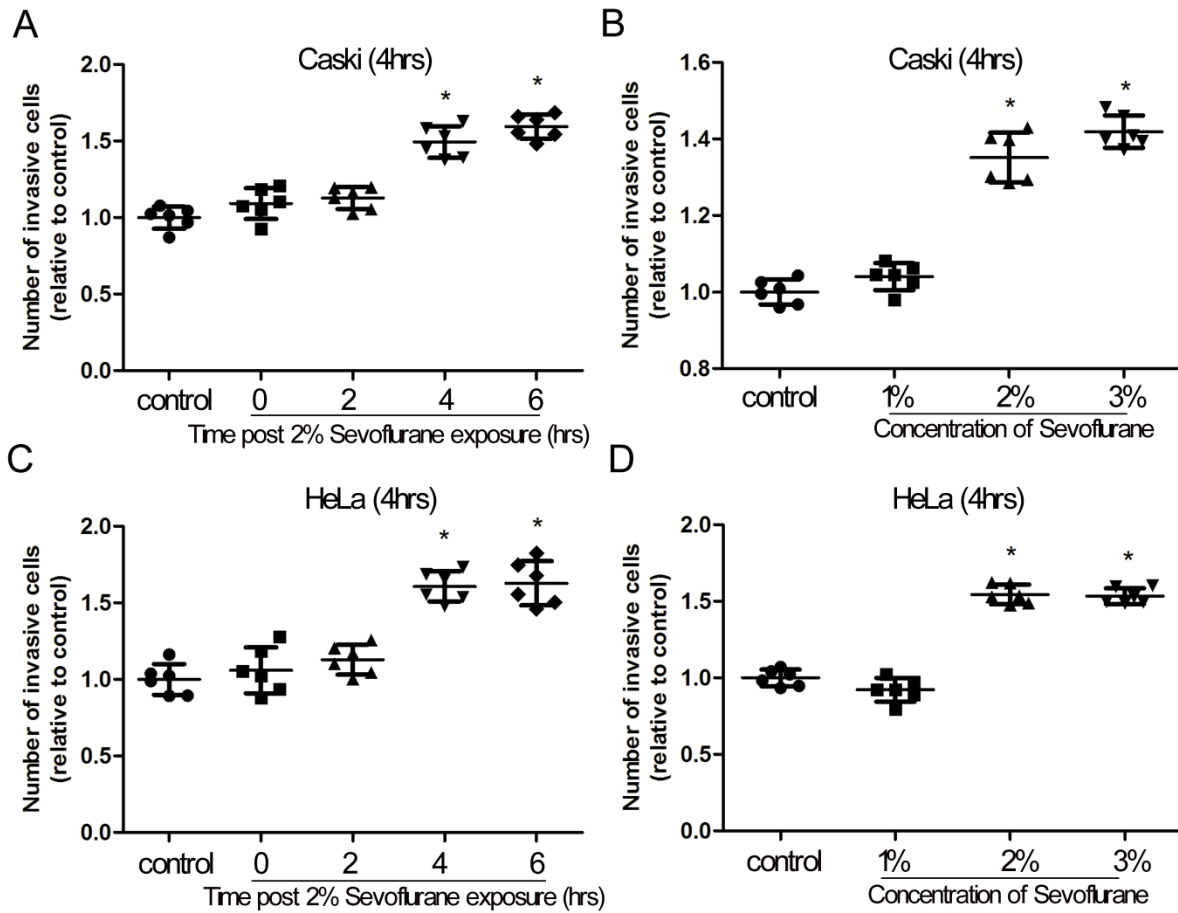 A
Caski (4hrs)
Number of invasive cells
(relative to control)
2.0
*
*
1.5
1.0
0.5
0.0
control 0 2 4 6
Time post 2% Sevoflurane exposure (hrs)
B
Caski (4hrs)
Number of invasive cells
(relative to control)
1.6
*
*
1.4
1.2
1.0
0.8
control 1% 2% 3%
Concentration of Sevoflurane
C
HeLa (4hrs)
Number of invasive cells
(relative to control)
2.0
*
*
1.5
1.0
0.5
0.0
control 0 2 4 6
Time post 2% Sevoflurane exposure (hrs)
D
HeLa (4hrs)
Number of invasive cells
(relative to control)
2.0
*
*
1.5
1.0
0.5
0.0
control 1% 2% 3%
Concentration of Sevoflurane